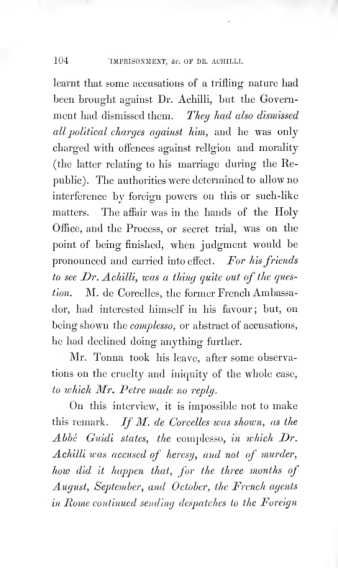 104 IMPRISONMENT, &c. OF DR. ACHILLI.
learnt that some accusations of a trifling nature had
been brought against Dr. Achilli, but the Govern-
ment had dismissed them. They had also dismissed
all political charges against him, and he was only
charged with offences against religion and morality
(the latter relating to his marriage during the Re-
public). The authorities were determined to allow no
interference by foreign powers on this or such-like
matters. The affair was in the hands of the Holy
Office, and the Process, or secret trial, was on the
point of being finished, when judgment would be
pronounced and carried into effect. For his friends
to see Dr. Achilli, was a thing quite out of the ques-
tion. M. de Corcelles, the former French Ambassa-
dor, had interested himself in his favour; but, on
being shown the complesso, or abstract of accusations,
he had declined doing anything further.
Mr. Tonna took his leave, after some observa-
tions on the cruelty and iniquity of the whole case,
to which Mr. Petre made no reply.
On this interview, it is impossible not to make
this remark. If M. de Corcelles was shown, as the
Abbé Guidi states, the complesso, in which Dr.
Achilli was accused of heresy, and not of murder,
how did it happen that, for the three months of
August, September, and October, the French agents
in Rome continued sending despatches to the Foreign